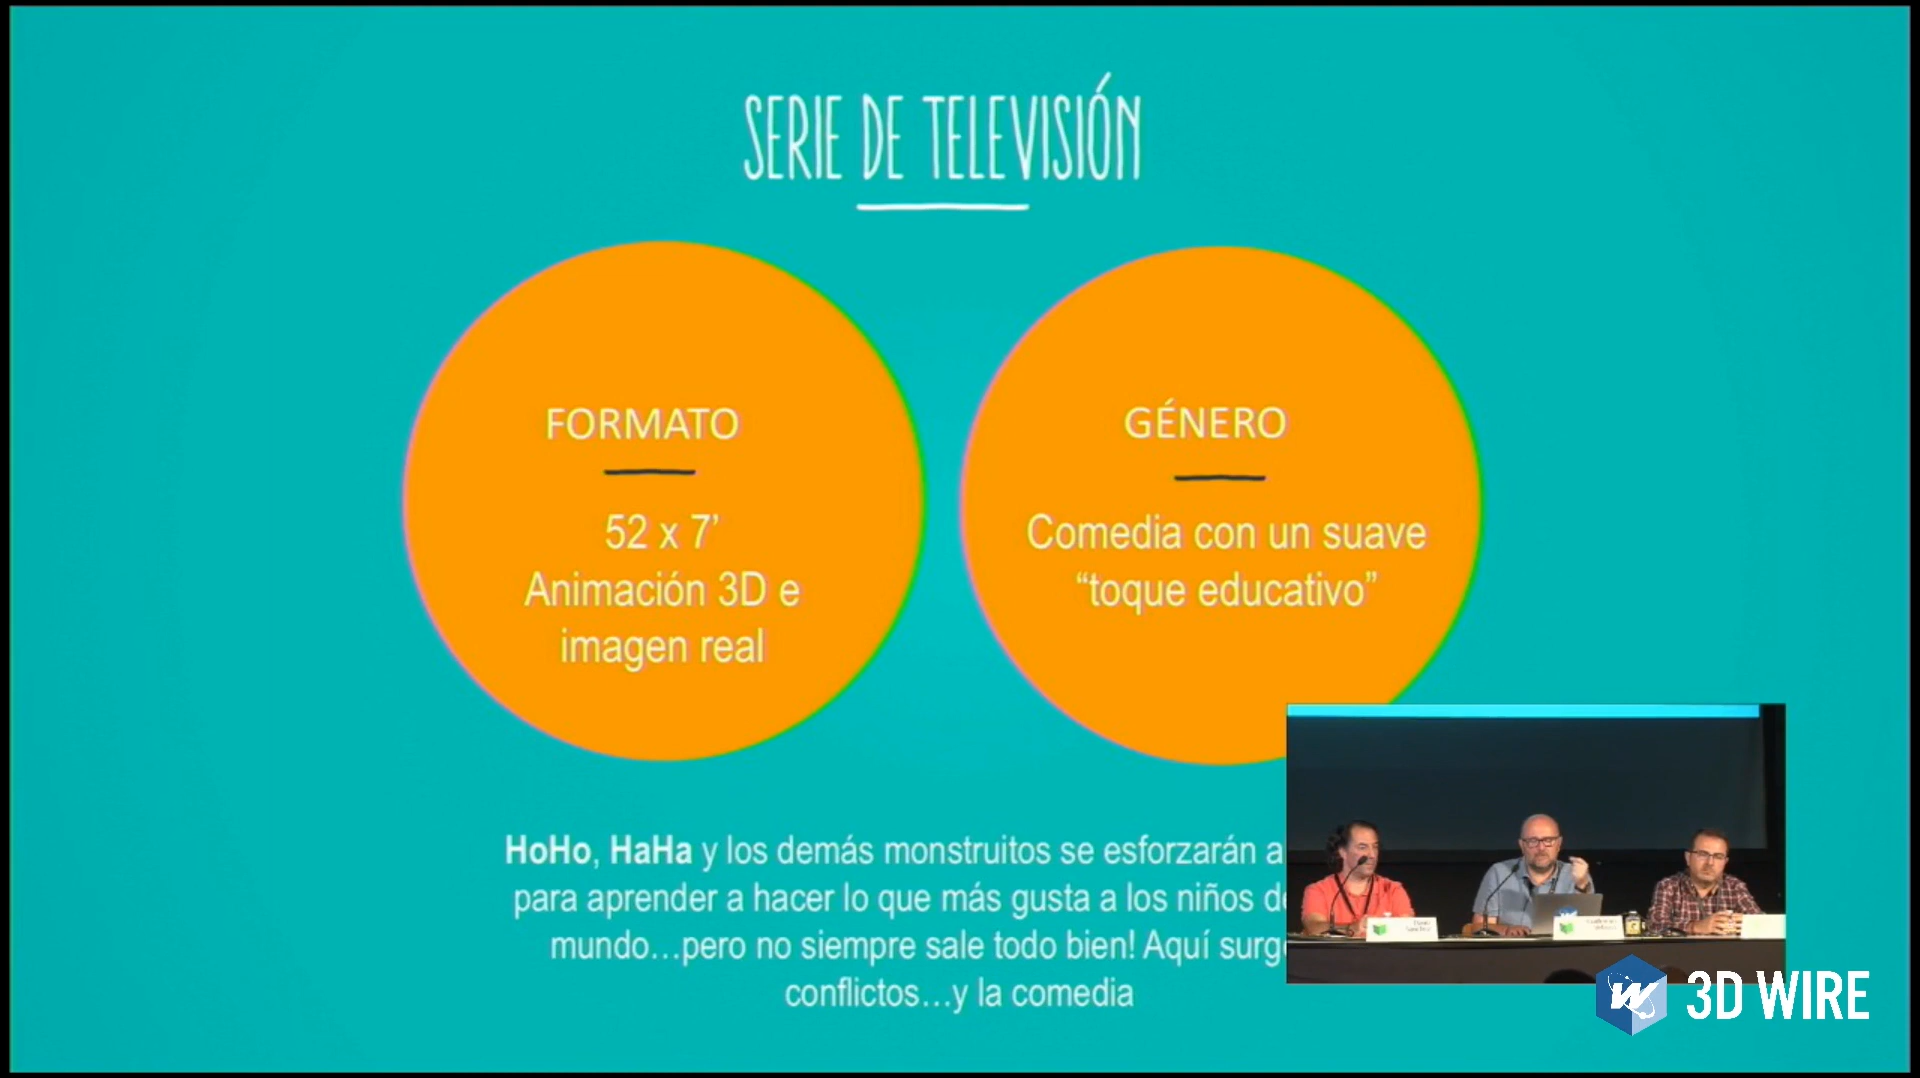 SERIE DE TELEVISIÓN
FORMATO
52 x 7’
Animación 3D e
imagen real
GÉNERO
Comedia con un suave
“toque educativo”
HoHo, HaHa y los demás monstruitos se esforzarán a
para aprender a hacer lo que más gusta a los niños
mundo…pero no siempre sale todo bien! Aquí
conflictos…y la comedia
3D WIRE